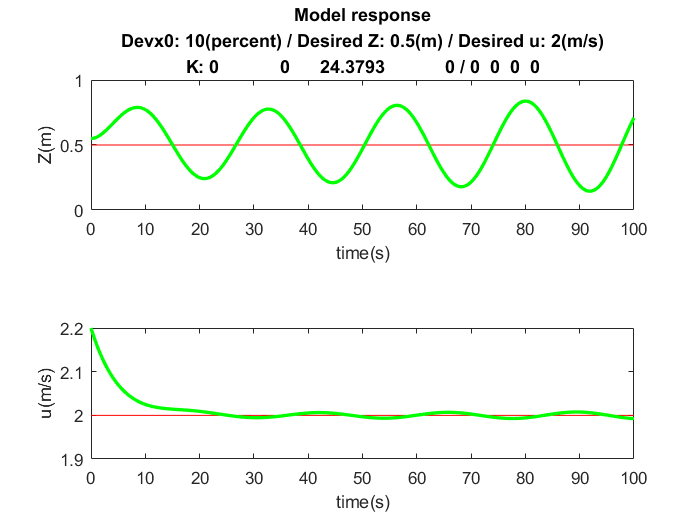 Model response
Devx0: 10(percent) / Desired Z: 0.5(m) / Desired u: 2(m/s)
K: 0 0 24.3793 0 / 0 0 0 0
1
0.5
0
Z(m)
0 10 20 30 40 50 60 70 80 90 100
time(s)
2.2
2.1
2
1.9
u(m/s)
0 10 20 30 40 50 60 70 80 90 100
time(s)